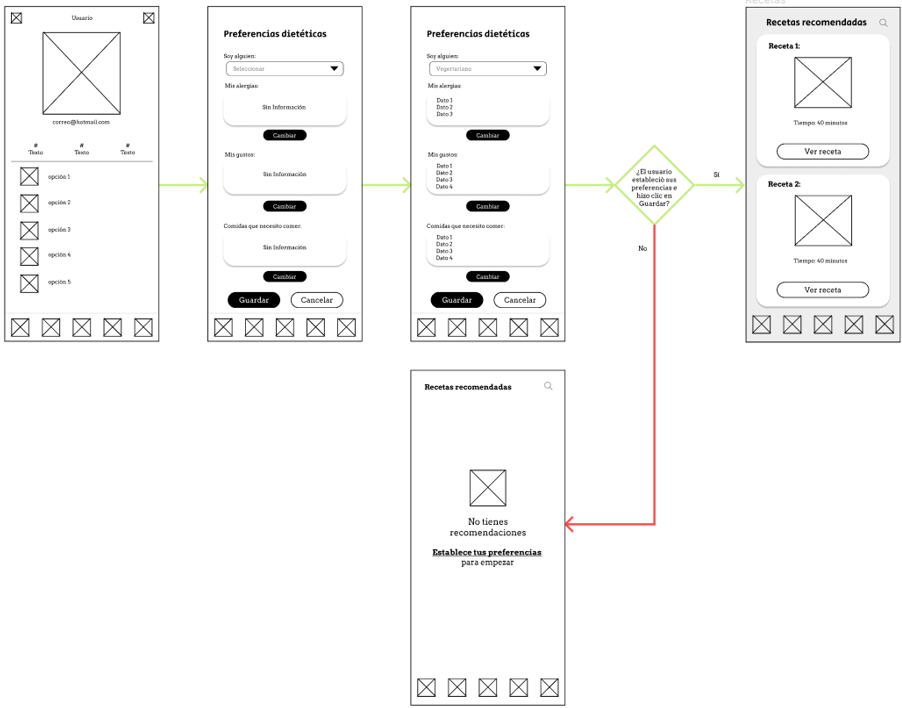 Usuario
correo@hotmail.com
# # #
Texto Texto Texto
opción 1
opción 2
opción 3
opción 4
opción 5
Preferencias dietéticas
Soy alguien:
Seleccionar
Mis alergias:
Sin Información
Cambiar
Mis gustos:
Sin Información
Cambiar
Comidas que necesito comer:
Sin Información
Cambiar
Guardar Cancelar
Preferencias dietéticas
Soy alguien:
Vegetariano
Mis alergias:
Dato 1
Dato 2
Dato 3
Cambiar
Mis gustos:
Dato 1
Dato 2
Dato 3
Dato 4
Cambiar
Comidas que necesito comer:
Dato 1
Dato 2
Dato 3
Dato 4
Cambiar
Guardar Cancelar
¿El usuario
estableció sus
preferencias e
hizo clic en
Guardar?
Sí
No
Recetas
Recetas recomendadas
Receta 1:
Tiempo: 40 minutos
Ver receta
Receta 2:
Tiempo: 40 minutos
Ver receta
Recetas recomendadas
No tienes
recomendaciones
Establece tus preferencias
para empezar